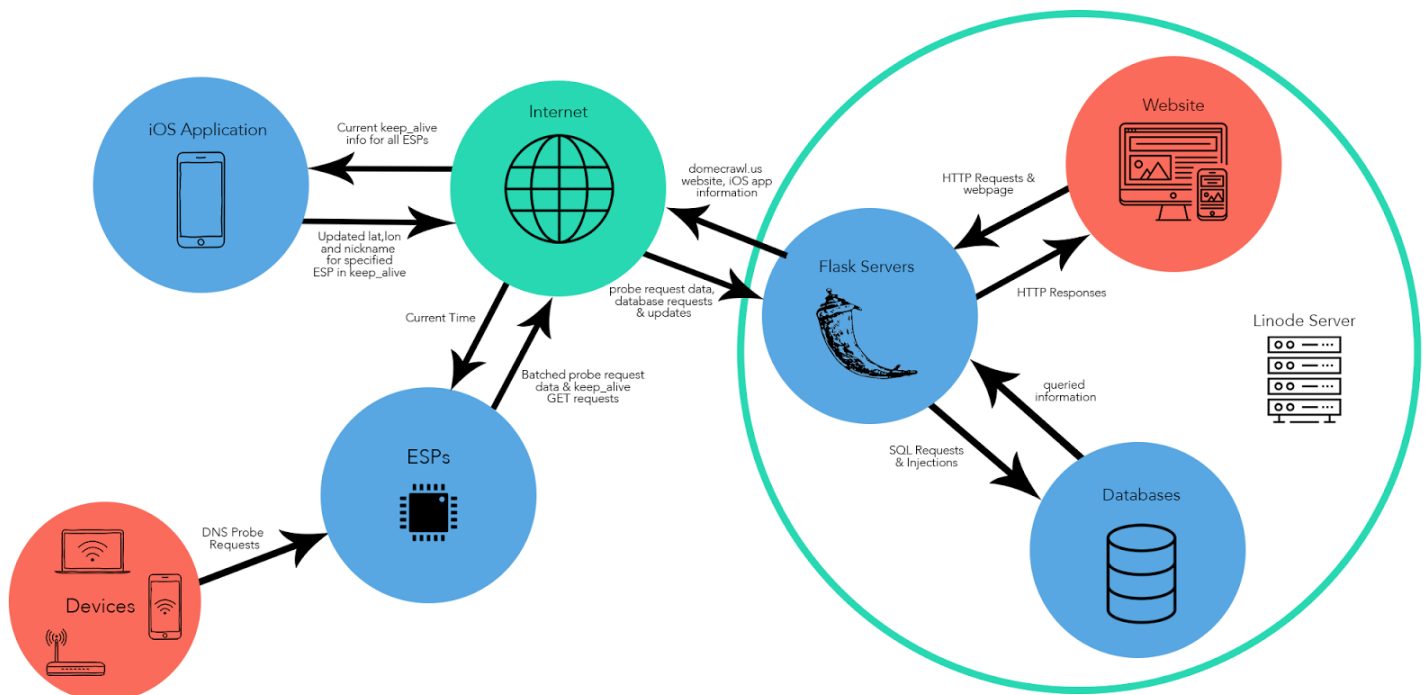 iOS Application
Current keep_alive
info for all ESPs
Updated lat,lon
and nickname
for specified
ESP in keep_alive
Internet
domecrawl.us
website, iOS app
information
probe request data,
database requests
& updates
Current Time
Batched probe request
data & keep_alive
GET requests
ESPs
DNS Probe
Requests
Devices
Website
HTTP Requests &
webpage
HTTP Responses
Flask Servers
Linode Server
queried
information
SQL Requests
& Injections
Databases